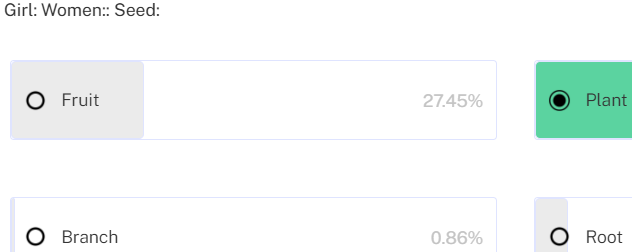 Girl: Women:: Seed:
Fruit 27.45% Plant
Branch 0.86% Root